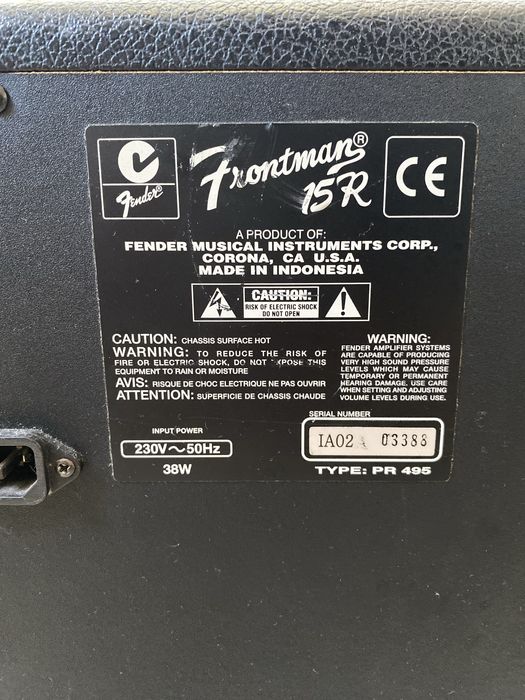 Fender®
Frontman®
15R
CE
A PRODUCT OF:
FENDER MUSICAL INSTRUMENTS CORP.,
CORONA, CA U.S.A.
MADE IN INDONESIA
CAUTION:
RISK OF ELECTRIC SHOCK
DO NOT OPEN
CAUTION: CHASSIS SURFACE HOT
WARNING: TO REDUCE THE RISK OF
FIRE OR ELECTRIC SHOCK, DO NOT EXPOSE THIS
EQUIPMENT TO RAIN OR MOISTURE
AVIS: RISQUE DE CHOC ELECTRIQUE NE PAS OUVRIR
ATTENTION: SUPERFICIE DE CHASSIS CHAUDE
WARNING:
FENDER AMPLIFIER SYSTEMS
ARE CAPABLE OF PRODUCING
VERY HIGH SOUND PRESSURE
LEVELS WHICH MAY CAUSE
TEMPORARY OR PERMANENT
HEARING DAMAGE. USE CARE
WHEN SETTING AND ADJUSTING
VOLUME LEVELS DURING USE.
INPUT POWER
230V~50Hz
38W
SERIAL NUMBER
IA02 03388
TYPE: PR 495